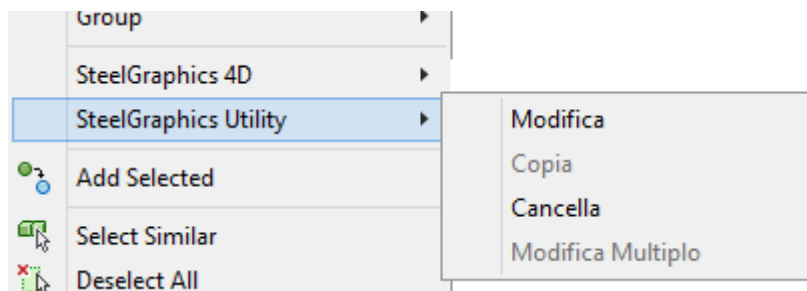 Group
SteelGraphics 4D
SteelGraphics Utility
Add Selected
Select Similar
Deselect All
Modifica
Copia
Cancella
Modifica Multiplo